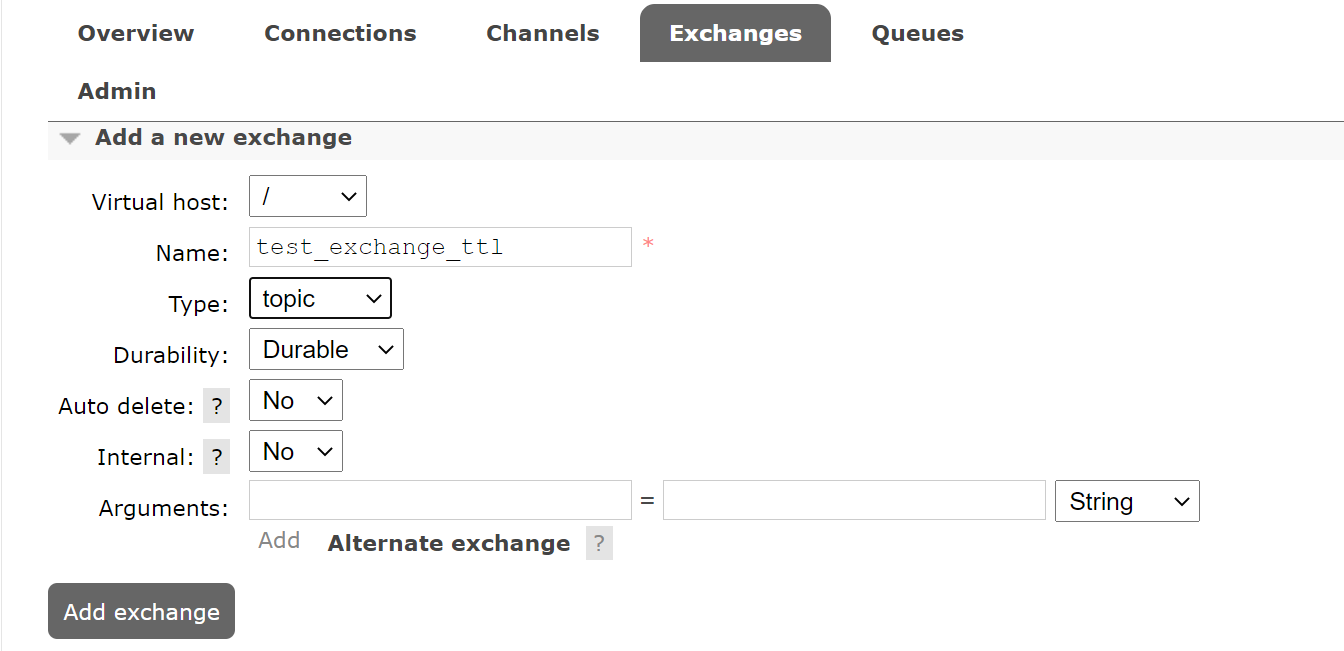 Overview Connections Channels Exchanges Queues
Admin
Add a new exchange
Virtual host: /
Name: test_exchange_ttl *
Type: topic
Durability: Durable
Auto delete: ? No
Internal: ? No
Arguments: = String
Add Alternate exchange ?
Add exchange